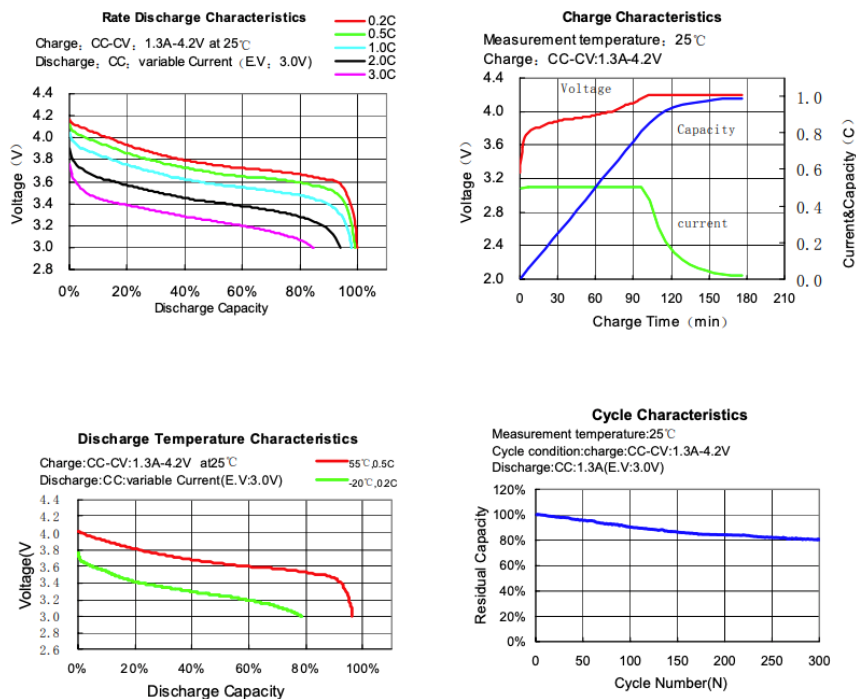 Rate Discharge Characteristics
Charge：CC-CV：1.3A-4.2V at 25℃
Discharge：CC：variable Current（E.V：3.0V）
0.2C
0.5C
1.0C
2.0C
3.0C
4.4
4.2
4.0
3.8
3.6
3.4
3.2
3.0
2.8
Voltage（V）
0% 20% 40% 60% 80% 100%
Discharge Capacity
Charge Characteristics
Measurement temperature：25℃
Charge：CC-CV:1.3A-4.2V
4.4
4.0
3.6
3.2
2.8
2.4
2.0
Voltage（V）
Voltage
Capacity
current
1.0
0.8
0.6
0.4
0.2
0.0
Current&Capacity（C）
0 30 60 90 120 150 180 210
Charge Time（min）
Discharge Temperature Characteristics
Charge:CC-CV:1.3A-4.2V at25℃
Discharge:CC:variable Current(E.V:3.0V)
55℃,0.5C
-20℃,0.2C
4.4
4.2
4.0
3.8
3.6
3.4
3.2
3.0
2.8
2.6
Voltage(V
0% 20% 40% 60% 80% 100%
Discharge Capacity
Cycle Characteristics
Measurement temperature:25℃
Cycle condition:charge:CC-CV:1.3A-4.2V
Discharge:CC:1.3A(E.V:3.0V)
120%
100%
80%
60%
40%
20%
0%
Residual Capacity
0 50 100 150 200 250 300
Cycle Number(N)